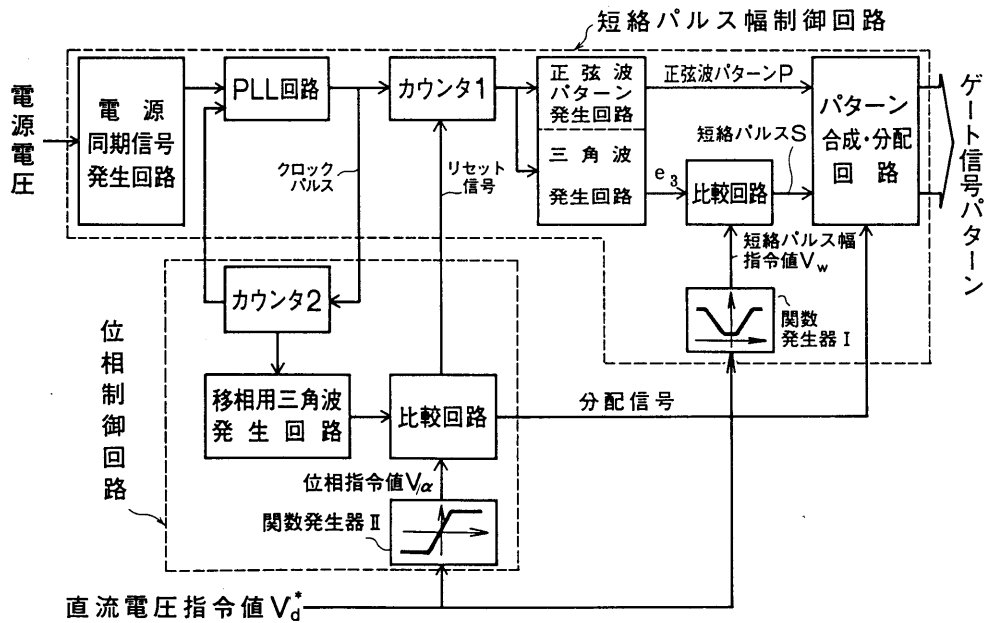 短絡パルス幅制御回路
電源電圧
電源
同期信号
発生回路
PLL回路
カウンタ1
正弦波
パターン
発生回路
三角波
発生回路
正弦波パターンP
短絡パルスS
e₃
比較回路
パターン
合成・分配
回路
ゲート信号パターン
クロック
パルス
リセット
信号
短絡パルス幅
指令値Vw
関数
発生器 I
カウンタ2
位相制御回路
移相用三角波
発生回路
比較回路
分配信号
位相指令値Vα
関数発生器 II
直流電圧指令値Vd*